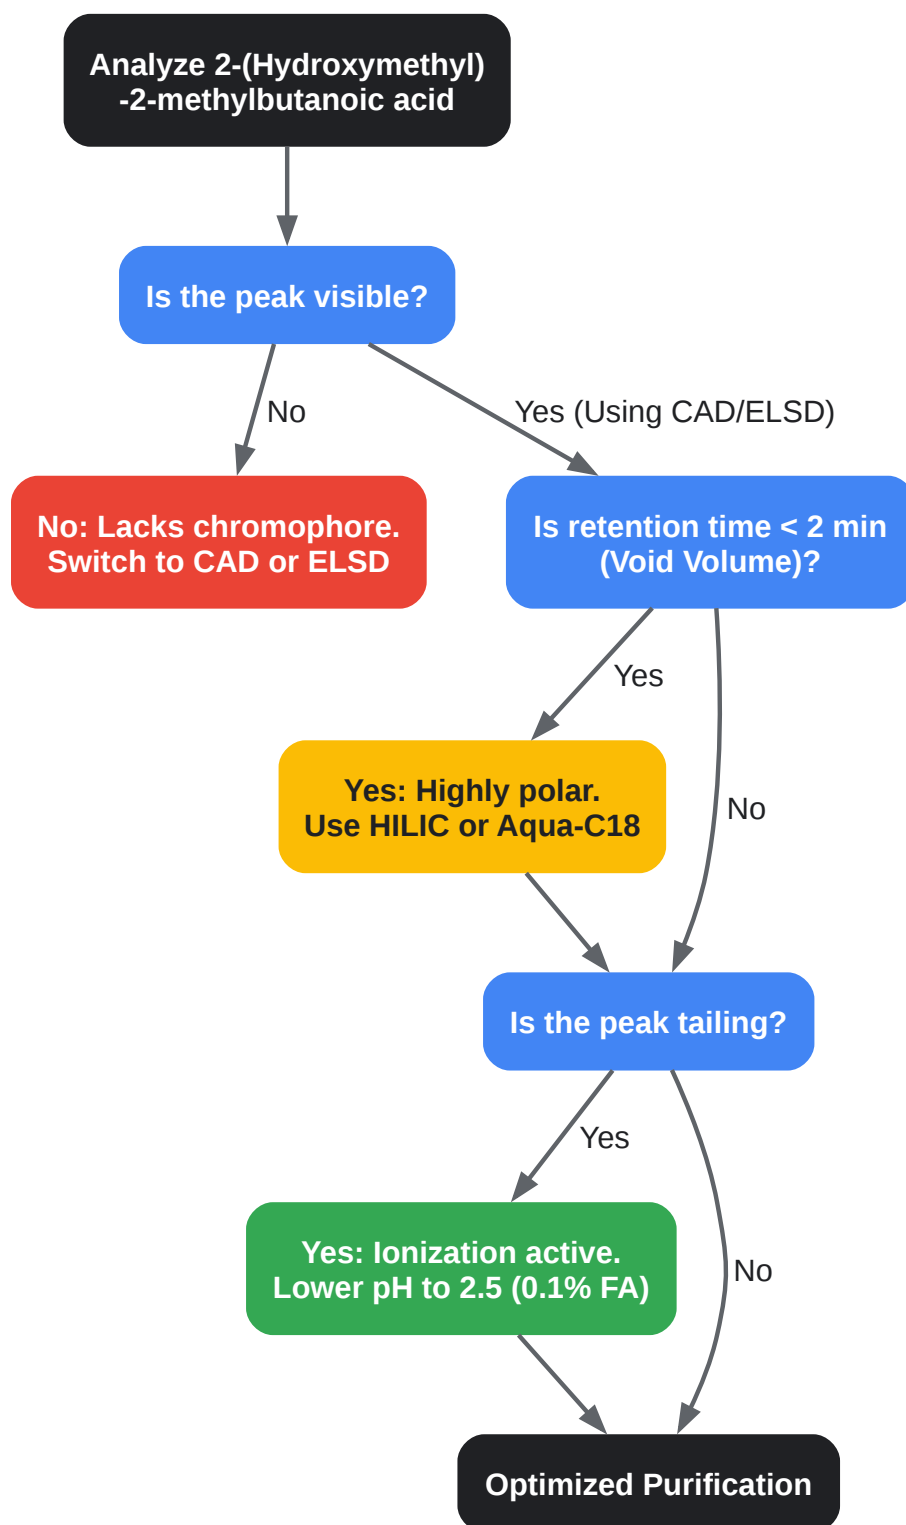 Analyze 2-(Hydroxymethyl)
-2-methylbutanoic acid
Is the peak visible?
No
Yes (Using CAD/ELSD)
No: Lacks chromophore.
Switch to CAD or ELSD
Is retention time < 2 min
(Void Volume)?
Yes
No
Yes: Highly polar.
Use HILIC or Aqua-C18
Is the peak tailing?
Yes
No
Yes: Ionization active.
Lower pH to 2.5 (0.1% FA)
Optimized Purification